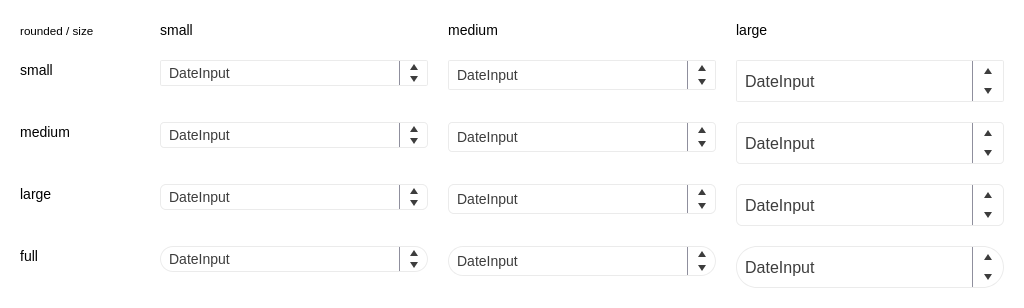 rounded / size small medium large
small DateInput DateInput DateInput
medium DateInput DateInput DateInput
large DateInput DateInput DateInput
full DateInput DateInput DateInput